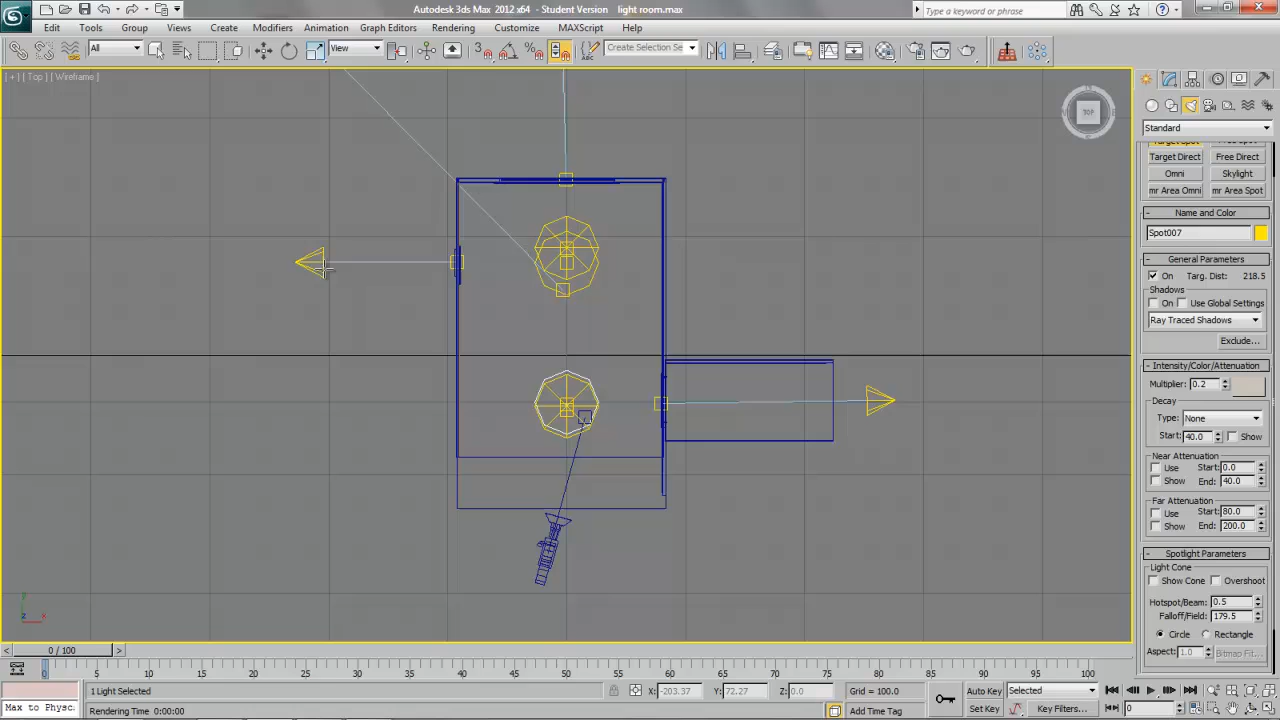 Autodesk 3ds Max 2012 x64 - Student Version light room.max
Type a keyword or phrase
Edit Tools Group Views Create Modifiers Animation Graph Editors Rendering Customize MAXScript Help
All View Create Selection Se
[ + ] [ Top ] [ Wireframe ]
TOP
Standard
Target Spot
Target Direct Free Direct
Omni Skylight
mr Area Omni mr Area Spot
- Name and Color
Spot007
- General Parameters
On Targ. Dist: 218.5
Shadows
On Use Global Settings
Ray Traced Shadows
Exclude...
- Intensity/Color/Attenuation
Multiplier: 0.2
Decay
Type: None
Start: 40.0 Show
Near Attenuation
Use Start: 0.0
Show End: 40.0
Far Attenuation
Use Start: 80.0
Show End: 200.0
- Spotlight Parameters
Light Cone
Show Cone Overshoot
Hotspot/Beam: 0.5
Falloff/Field: 179.5
Circle Rectangle
Aspect: 1.0 Bitmap Fit...
z x
< 0 / 100 >
0 5 10 15 20 25 30 35 40 45 50 55 60 65 70 75 80 85 90 95 100
1 Light Selected X: -203.37 Y: 72.27 Z: 0.0 Grid = 100.0 Auto Key Selected
Max to Physc. Rendering Time 0:00:00 Add Time Tag Set Key Key Filters... 0